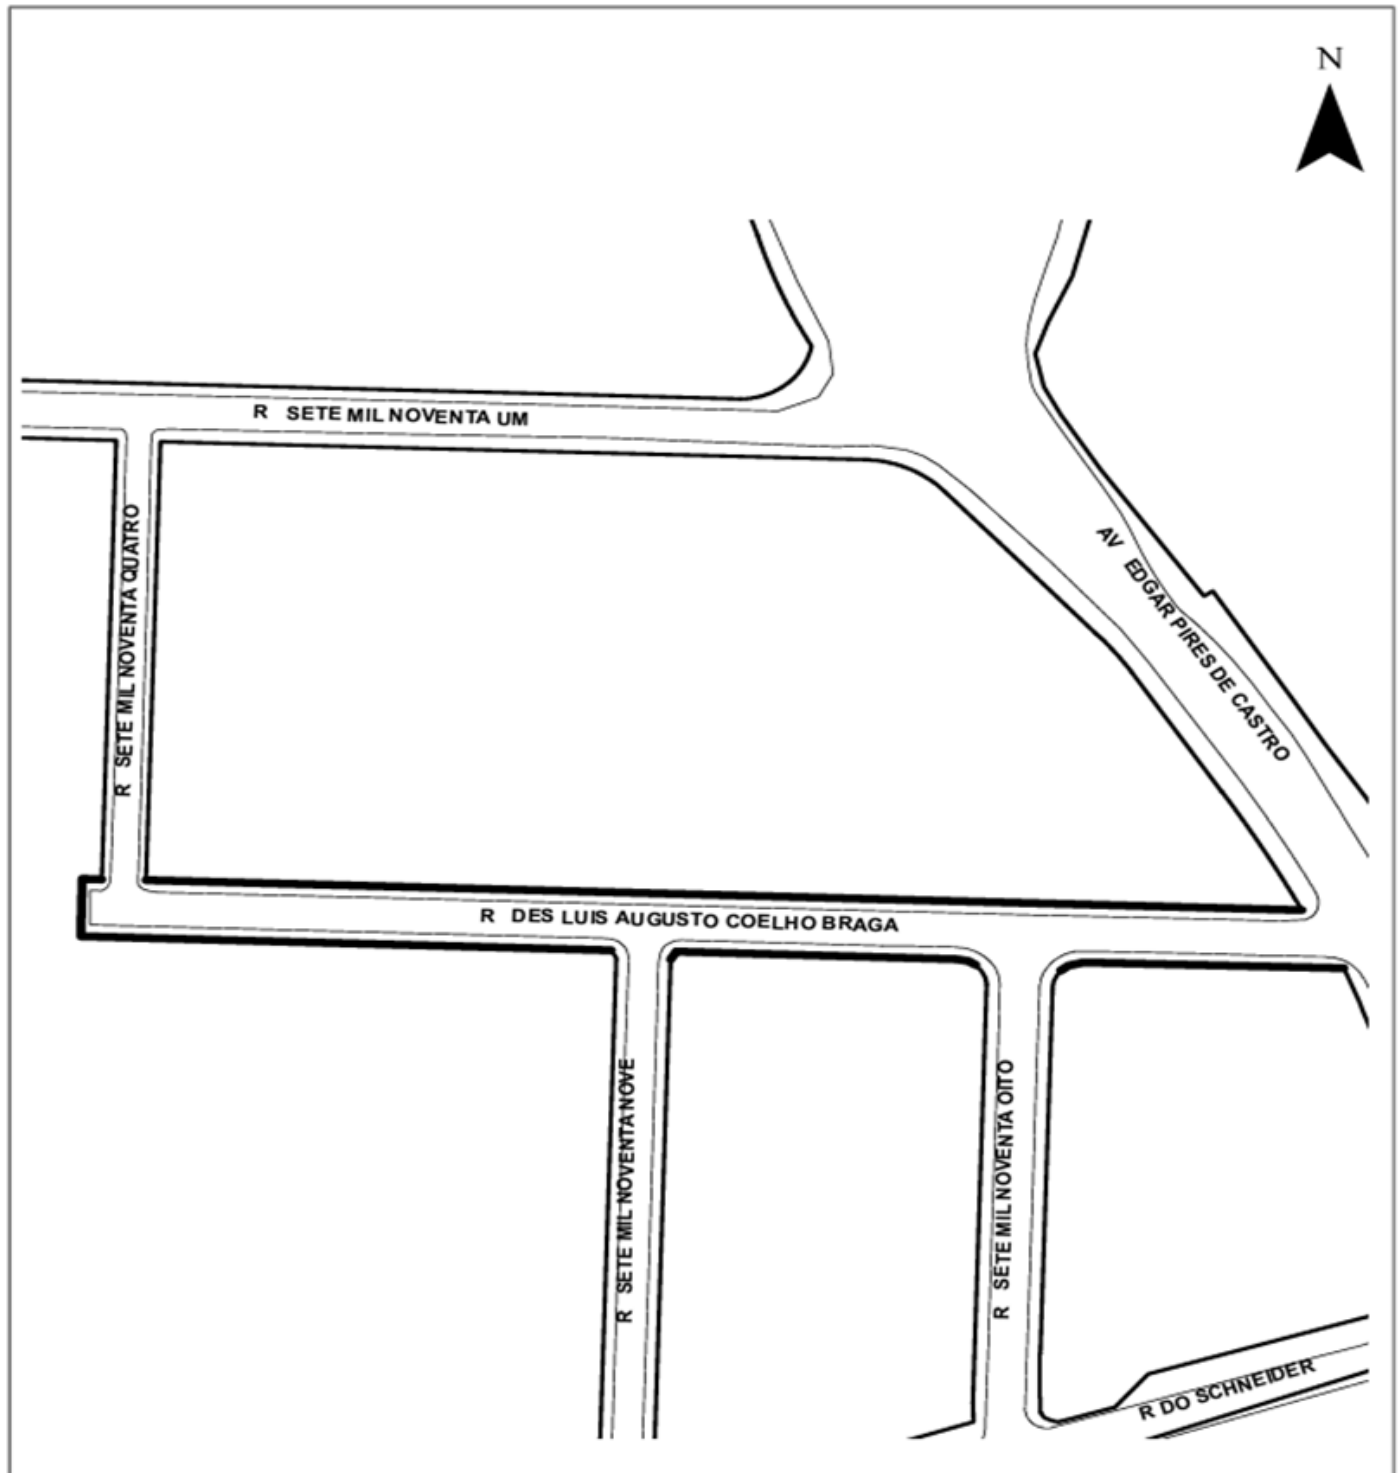 N
R SETE MIL NOVENTA UM
R SETE MIL NOVENTA QUATRO
AV EDGAR PIRES DE CASTRO
R DES LUIS AUGUSTO COELHO BRAGA
R SETE MIL NOVENTA NOVE
R SETE MIL NOVENTA OITO
R DO SCHNEIDER